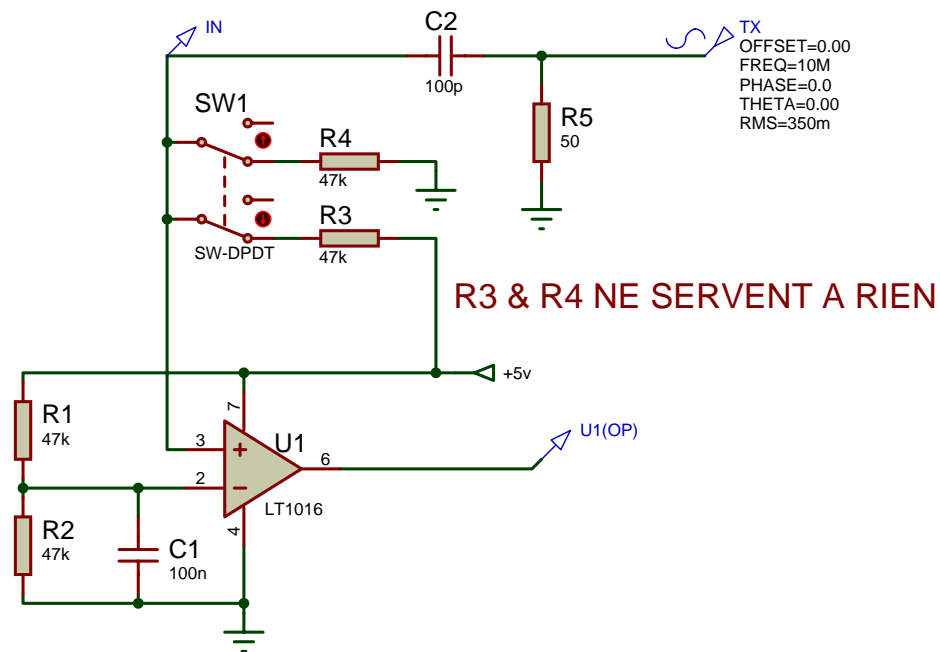 IN
C2
100p
TX
OFFSET=0.00
FREQ=10M
PHASE=0.0
THETA=0.00
RMS=350m
R5
50
SW1
R4
47k
R3
47k
SW-DPDT
R3 & R4 NE SERVENT A RIEN
+5v
R1
47k
7
3
2
4
6
+
−
U1
LT1016
U1(OP)
R2
47k
C1
100n